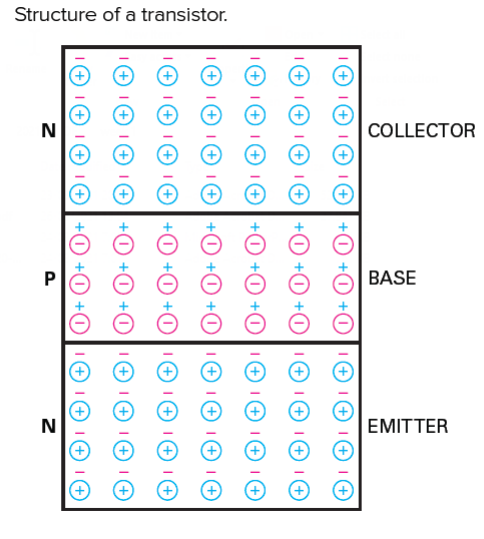 Structure of a transistor.
N COLLECTOR
P BASE
N EMITTER